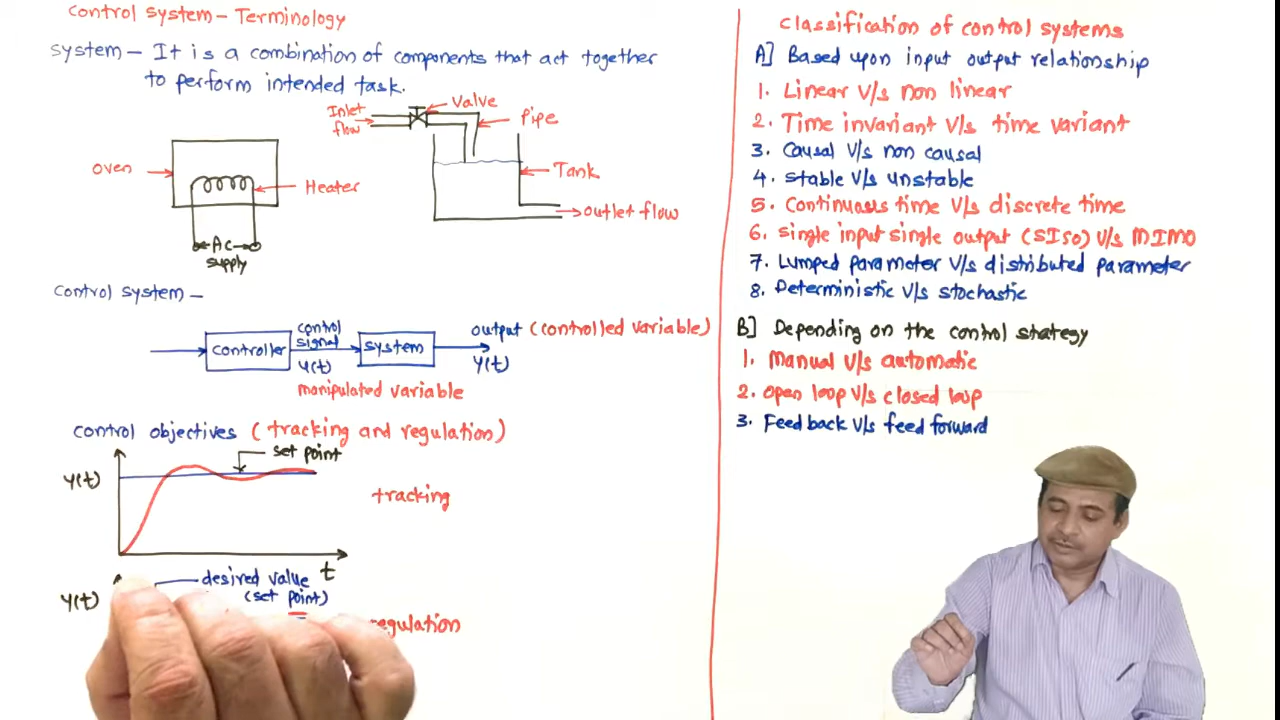 control system - Terminology
system - It is a combination of components that act together
to perform intended task.
Inlet
flow
Valve
Pipe
Oven
Heater
Tank
outlet flow
AC
supply
control system -
controller
control
signal
y(t)
manipulated variable
system
output (controlled variable)
y(t)
control objectives (tracking and regulation)
set point
y(t)
tracking
t
desired value
(set point)
y(t)
regulation
classification of control systems
A] Based upon input output relationship
1. Linear V/s non linear
2. Time invariant V/s time variant
3. Causal V/s non causal
4. stable V/s unstable
5. Continuous time V/s discrete time
6. single input single output (SISO) V/s MIMO
7. Lumped parameter V/s distributed parameter
8. Deterministic V/s stochastic
B] Depending on the control strategy
1. Manual V/s automatic
2. Open loop V/s closed loop
3. Feed back V/s feed forward